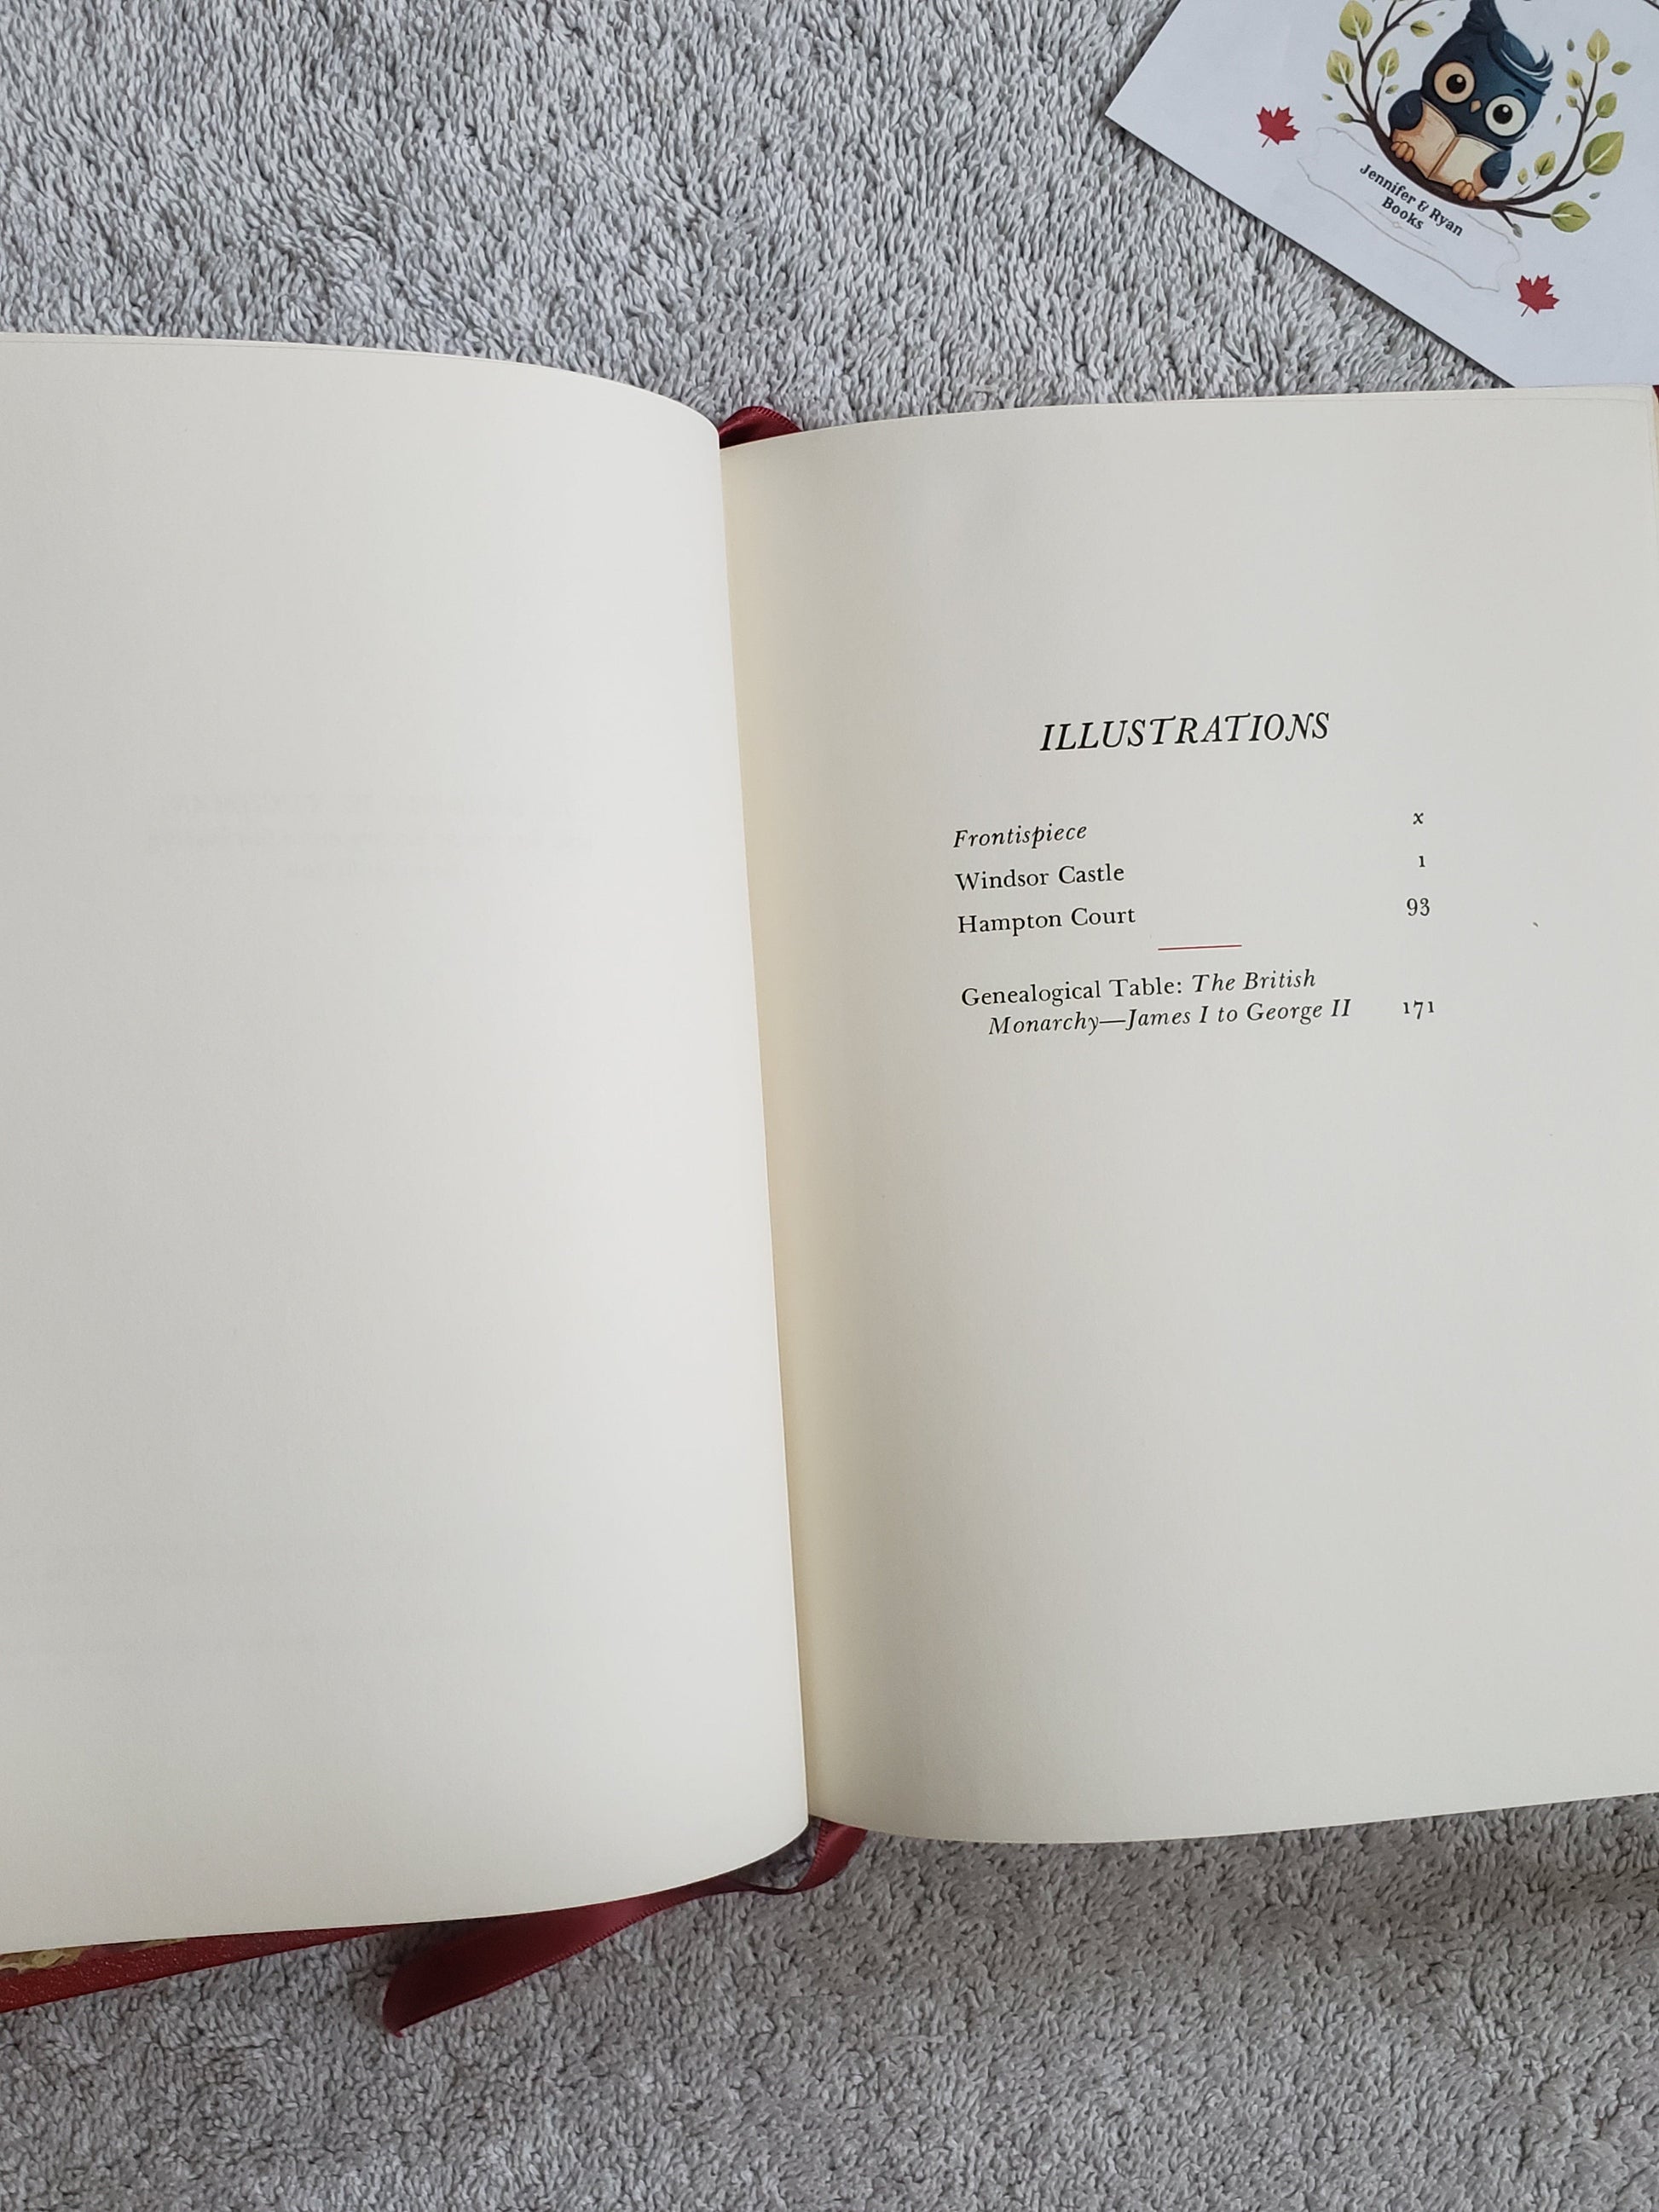 Jennifer & Ryan
Books
ILLUSTRATIONS
Frontispiece x
Windsor Castle 1
Hampton Court 93
Genealogical Table: The British
Monarchy—James I to George II 171